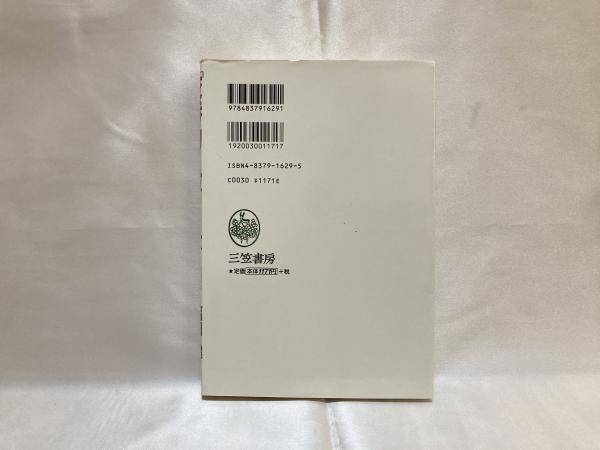 9784837916291
1920030011717
ISBN4-8379-1629-5
C0030 ¥1171E
三笠書房
★定価 本体1171円 +税